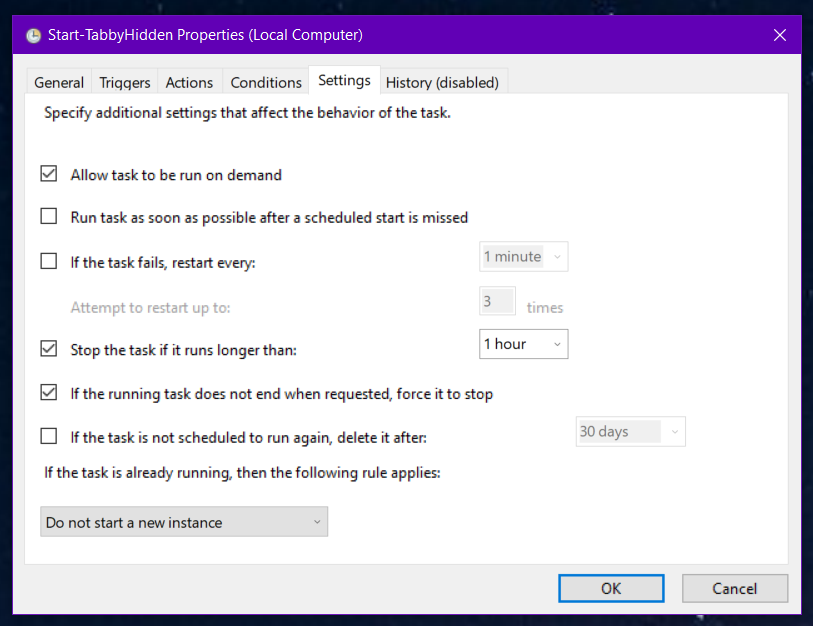 Start-TabbyHidden Properties (Local Computer)
General Triggers Actions Conditions Settings History (disabled)
Specify additional settings that affect the behavior of the task.
Allow task to be run on demand
Run task as soon as possible after a scheduled start is missed
If the task fails, restart every: 1 minute
Attempt to restart up to: 3 times
Stop the task if it runs longer than: 1 hour
If the running task does not end when requested, force it to stop
If the task is not scheduled to run again, delete it after: 30 days
If the task is already running, then the following rule applies:
Do not start a new instance
OK Cancel